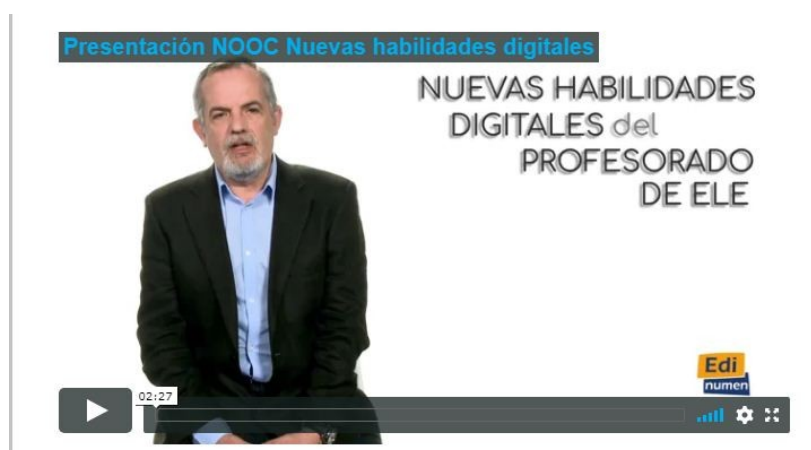 Presentación NOOC Nuevas habilidades digitales
NUEVAS HABILIDADES
DIGITALES del
PROFESORADO
DE ELE
Edi
numen
02:27